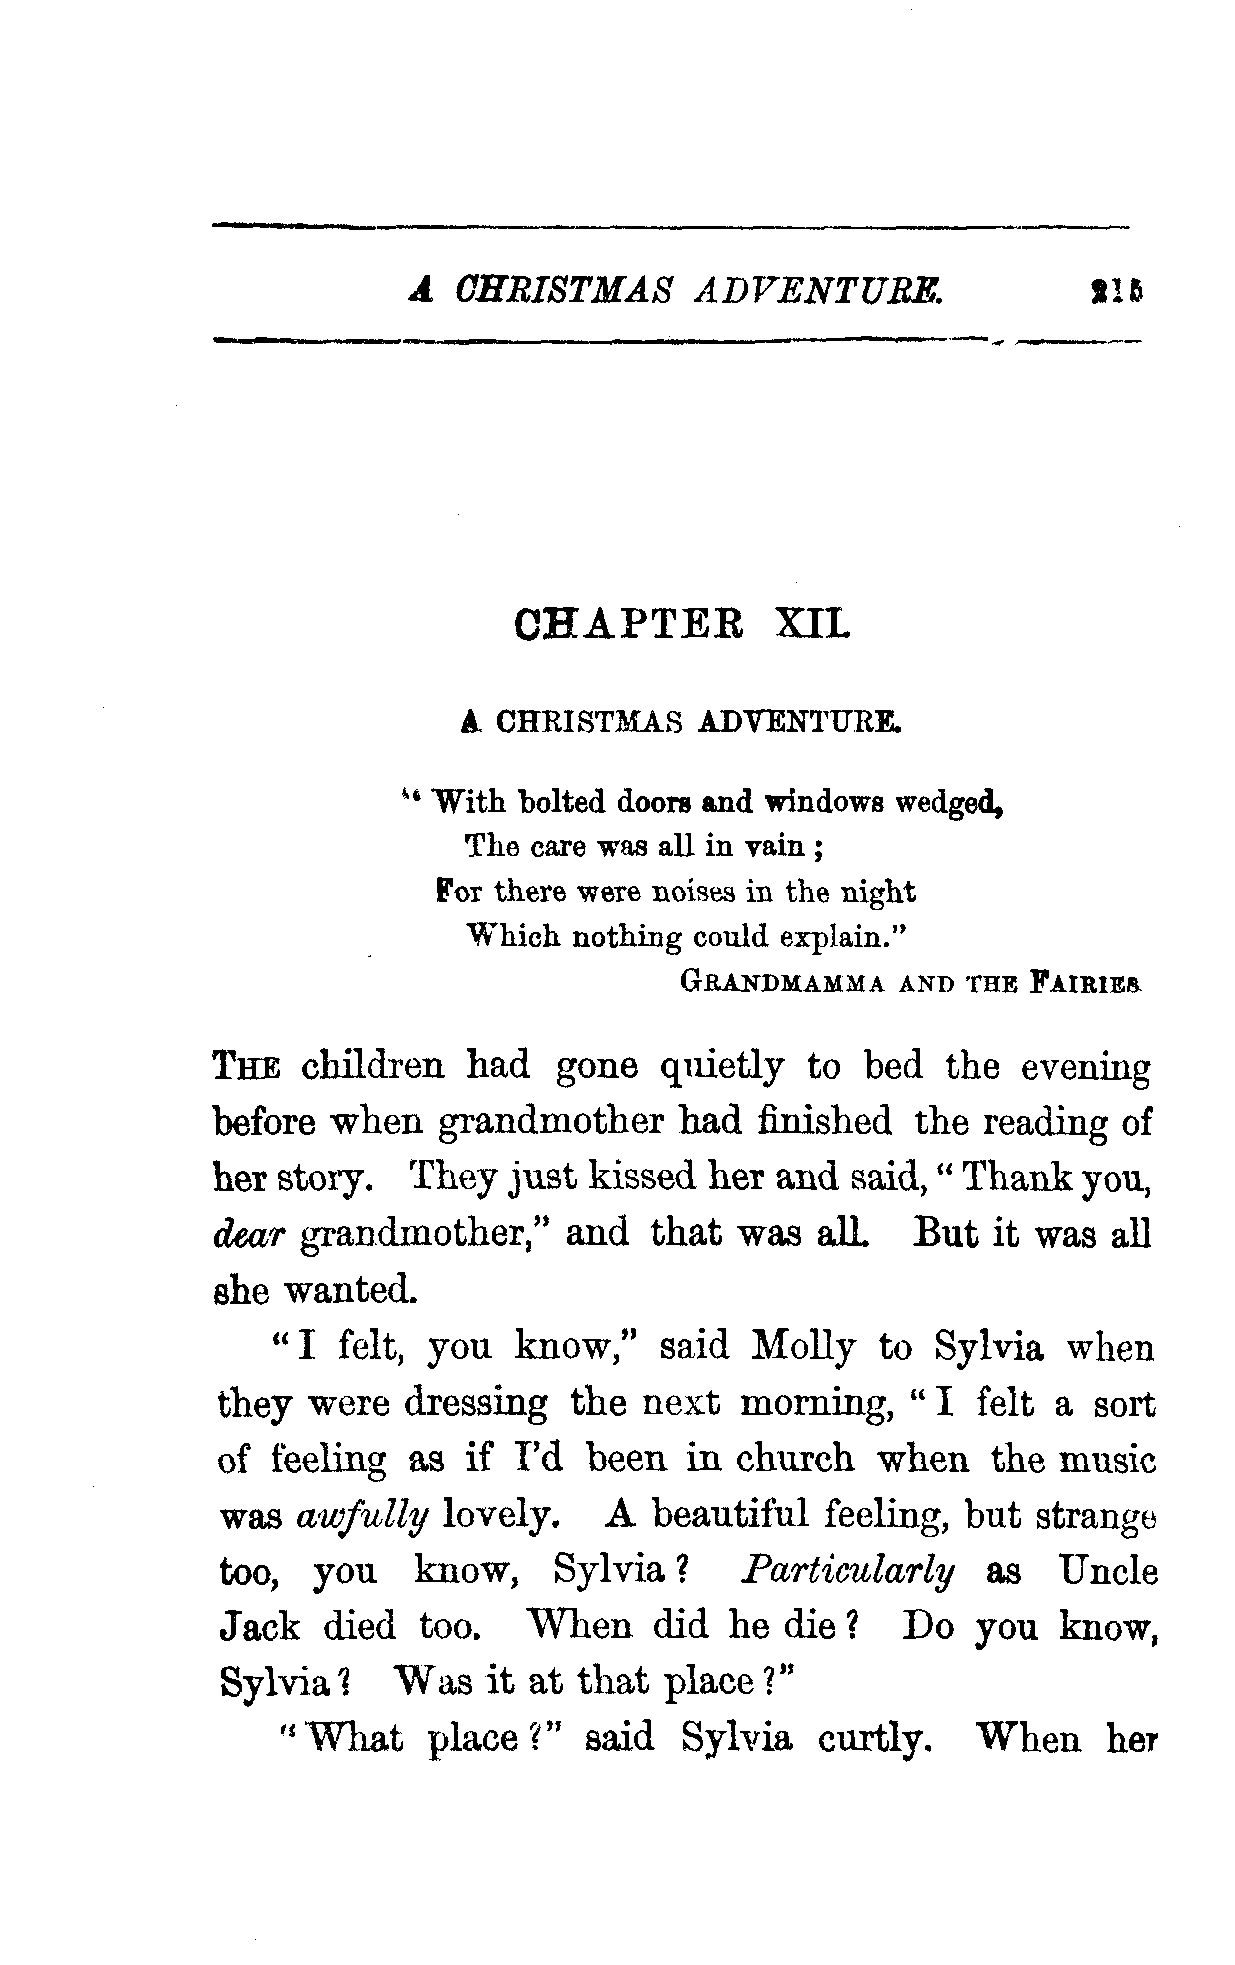 A CHRISTMAS ADVENTURE. 215
CHAPTER XII.
A CHRISTMAS ADVENTURE.
"With bolted doors and windows wedged,
The care was all in vain;
For there were noises in the night
Which nothing could explain."
GRANDMAMMA AND THE FAIRIES.
THE children had gone quietly to bed the evening
before when grandmother had finished the reading of
her story. They just kissed her and said, "Thank you,
dear grandmother," and that was all. But it was all
she wanted.
"I felt, you know," said Molly to Sylvia when
they were dressing the next morning, "I felt a sort
of feeling as if I'd been in church when the music
was awfully lovely. A beautiful feeling, but strange
too, you know, Sylvia? Particularly as Uncle
Jack died too. When did he die? Do you know,
Sylvia? Was it at that place?"
"What place?" said Sylvia curtly. When her